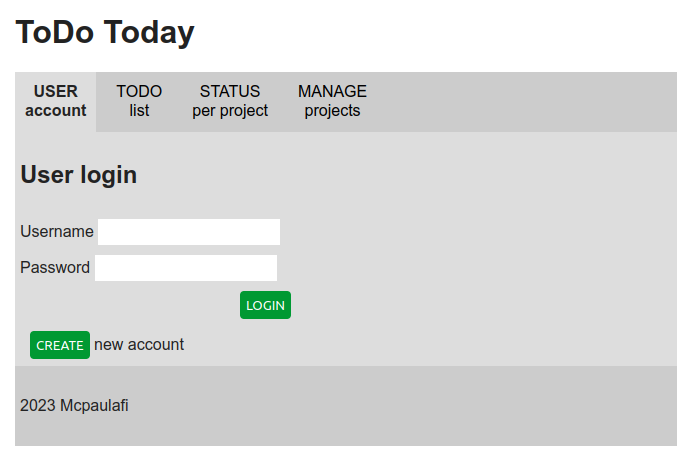 ToDo Today
USER TODO STATUS MANAGE
account list per project projects
User login
Username
Password
LOGIN
CREATE new account
2023 Mcpaulafi